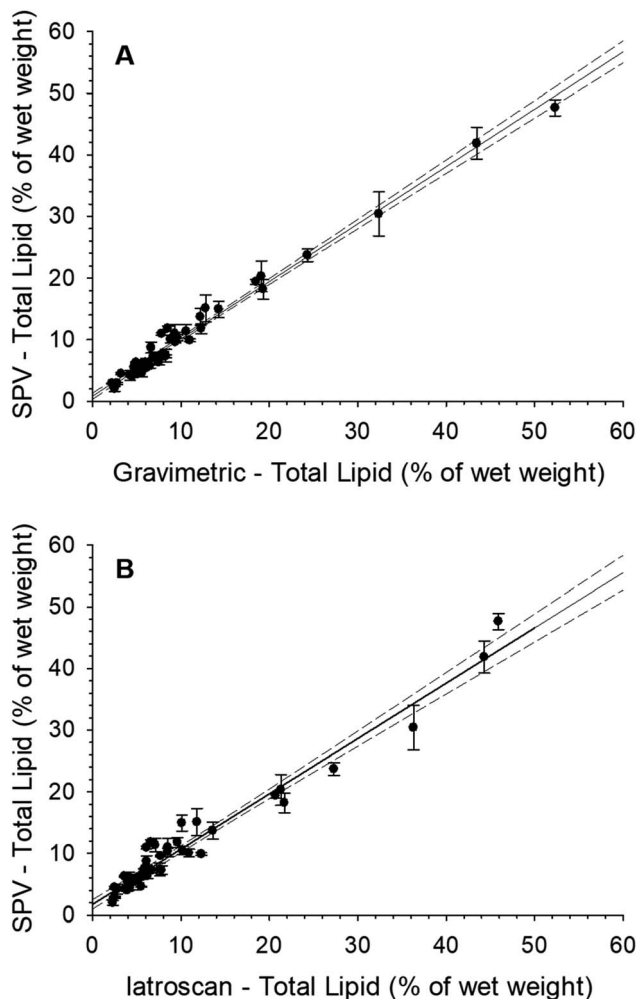 A
SPV - Total Lipid (% of wet weight)
60
50
40
30
20
10
0
0 10 20 30 40 50 60
Gravimetric - Total Lipid (% of wet weight)
B
SPV - Total Lipid (% of wet weight)
60
50
40
30
20
10
0
0 10 20 30 40 50 60
Iatroscan - Total Lipid (% of wet weight)